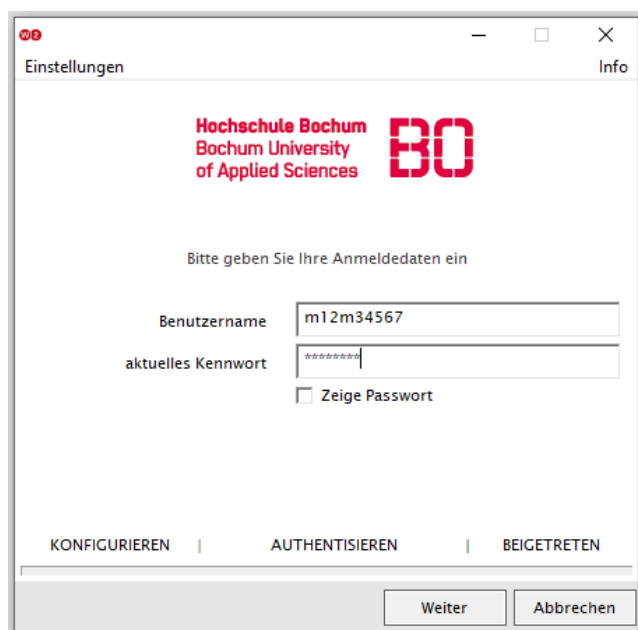 W2
Einstellungen Info
Hochschule Bochum
Bochum University
of Applied Sciences
BO
Bitte geben Sie Ihre Anmeldedaten ein
Benutzername m12m34567
aktuelles Kennwort ********
Zeige Passwort
KONFIGURIEREN | AUTHENTISIEREN | BEIGETRETEN
Weiter Abbrechen